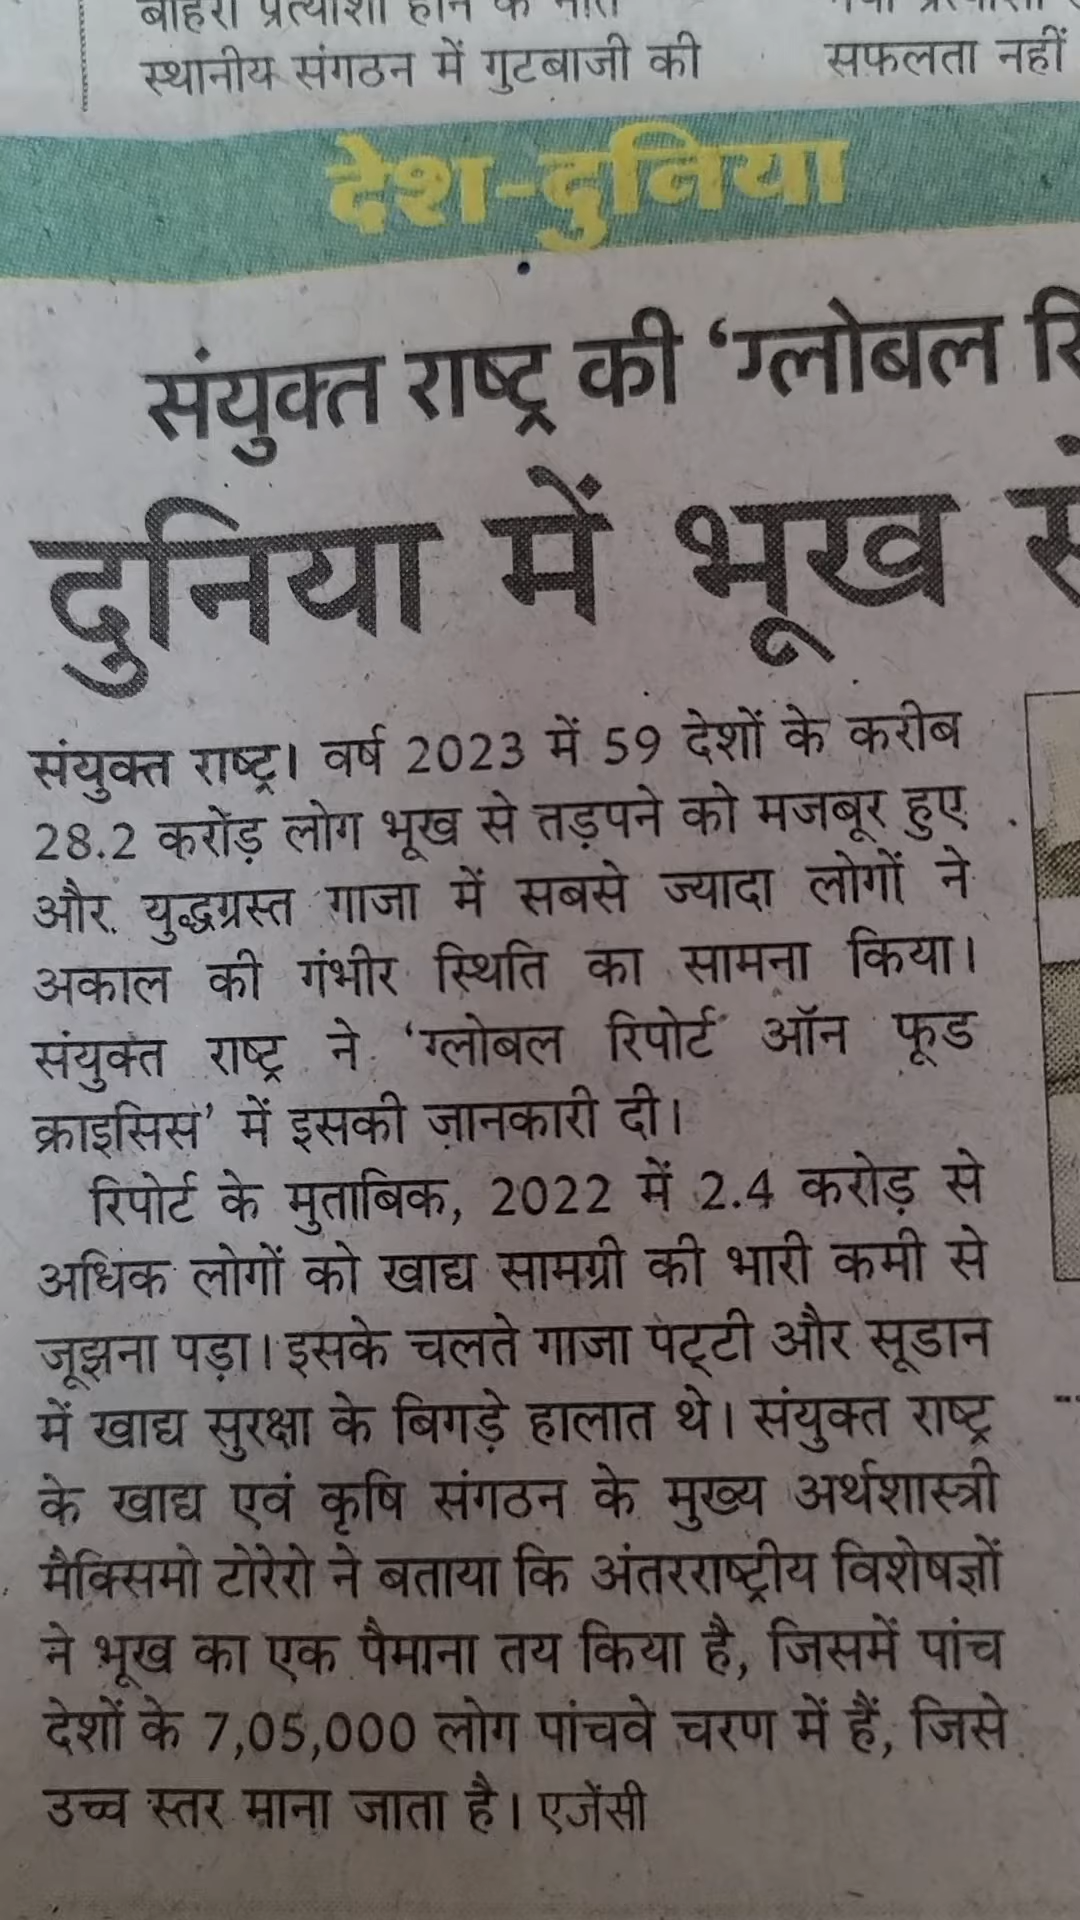 स्थानीय संगठन में गुटबाजी की
सफलता नहीं
देश-दुनिया
संयुक्त राष्ट्र की ‘ग्लोबल
दुनिया में भूख
संयुक्त राष्ट्र। वर्ष 2023 में 59 देशों के करीब
28.2 करोड़ लोग भूख से तड़पने को मजबूर हुए
और युद्धग्रस्त गाजा में सबसे ज्यादा लोगों ने
अकाल की गंभीर स्थिति का सामना किया।
संयुक्त राष्ट्र ने ‘ग्लोबल रिपोर्ट ऑन फूड
क्राइसिस’ में इसकी जानकारी दी।
रिपोर्ट के मुताबिक, 2022 में 2.4 करोड़ से
अधिक लोगों को खाद्य सामग्री की भारी कमी से
जूझना पड़ा। इसके चलते गाजा पट्टी और सूडान
में खाद्य सुरक्षा के बिगड़े हालात थे। संयुक्त राष्ट्र
के खाद्य एवं कृषि संगठन के मुख्य अर्थशास्त्री
मैक्सिमो टोरेरो ने बताया कि अंतरराष्ट्रीय विशेषज्ञों
ने भूख का एक पैमाना तय किया है, जिसमें पांच
देशों के 7,05,000 लोग पांचवे चरण में हैं, जिसे
उच्च स्तर माना जाता है। एजेंसी